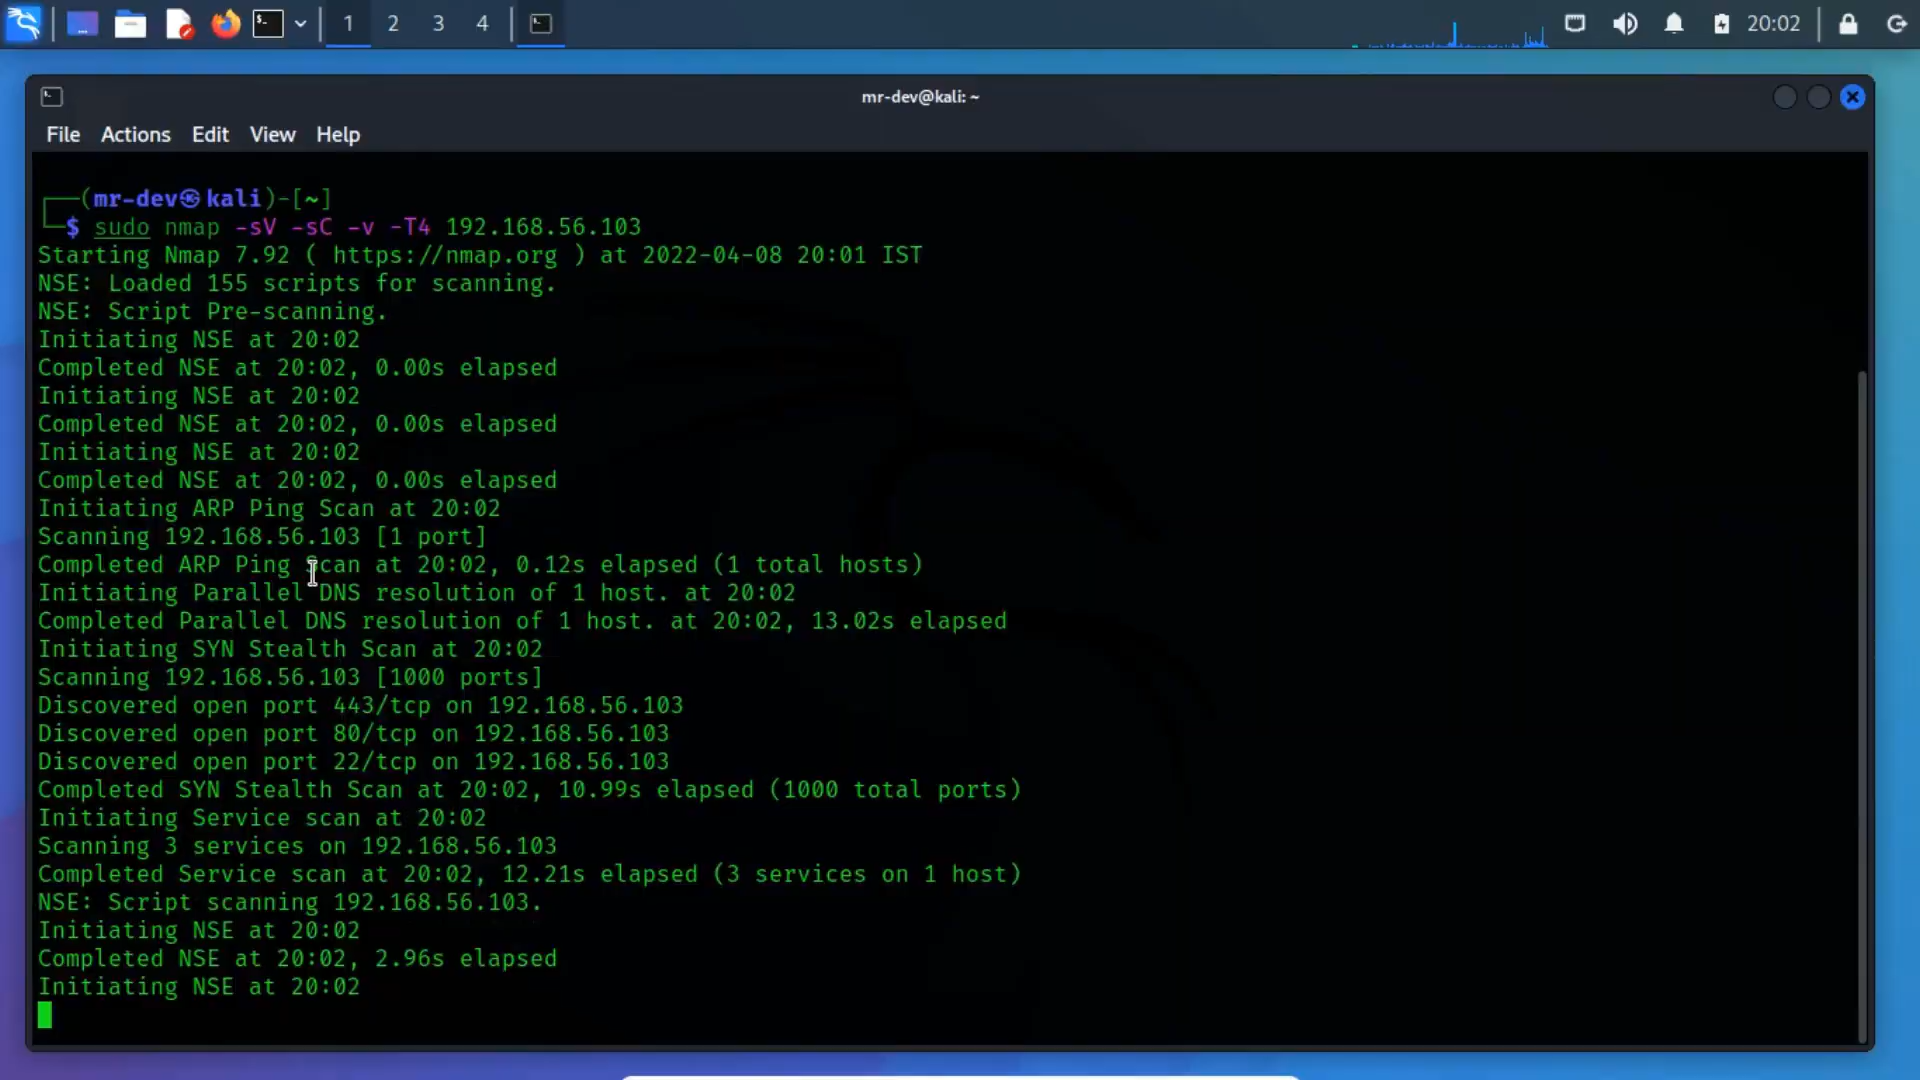 1 2 3 4 20:02
mr-dev@kali: ~
File Actions Edit View Help
┌──(mr-dev㉿kali)-[~]
└─$ sudo nmap -sV -sC -v -T4 192.168.56.103
Starting Nmap 7.92 ( https://nmap.org ) at 2022-04-08 20:01 IST
NSE: Loaded 155 scripts for scanning.
NSE: Script Pre-scanning.
Initiating NSE at 20:02
Completed NSE at 20:02, 0.00s elapsed
Initiating NSE at 20:02
Completed NSE at 20:02, 0.00s elapsed
Initiating NSE at 20:02
Completed NSE at 20:02, 0.00s elapsed
Initiating ARP Ping Scan at 20:02
Scanning 192.168.56.103 [1 port]
Completed ARP Ping Scan at 20:02, 0.12s elapsed (1 total hosts)
Initiating Parallel DNS resolution of 1 host. at 20:02
Completed Parallel DNS resolution of 1 host. at 20:02, 13.02s elapsed
Initiating SYN Stealth Scan at 20:02
Scanning 192.168.56.103 [1000 ports]
Discovered open port 443/tcp on 192.168.56.103
Discovered open port 80/tcp on 192.168.56.103
Discovered open port 22/tcp on 192.168.56.103
Completed SYN Stealth Scan at 20:02, 10.99s elapsed (1000 total ports)
Initiating Service scan at 20:02
Scanning 3 services on 192.168.56.103
Completed Service scan at 20:02, 12.21s elapsed (3 services on 1 host)
NSE: Script scanning 192.168.56.103.
Initiating NSE at 20:02
Completed NSE at 20:02, 2.96s elapsed
Initiating NSE at 20:02